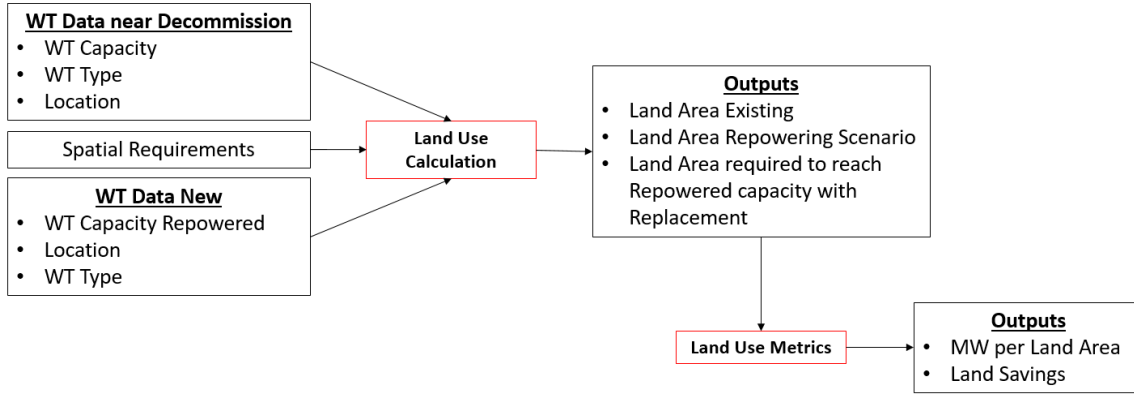 WT Data near Decommission
• WT Capacity
• WT Type
• Location
Spatial Requirements
WT Data New
• WT Capacity Repowered
• Location
• WT Type
Land Use
Calculation
Outputs
• Land Area Existing
• Land Area Repowering Scenario
• Land Area required to reach
Repowered capacity with
Replacement
Land Use Metrics
Outputs
• MW per Land Area
• Land Savings